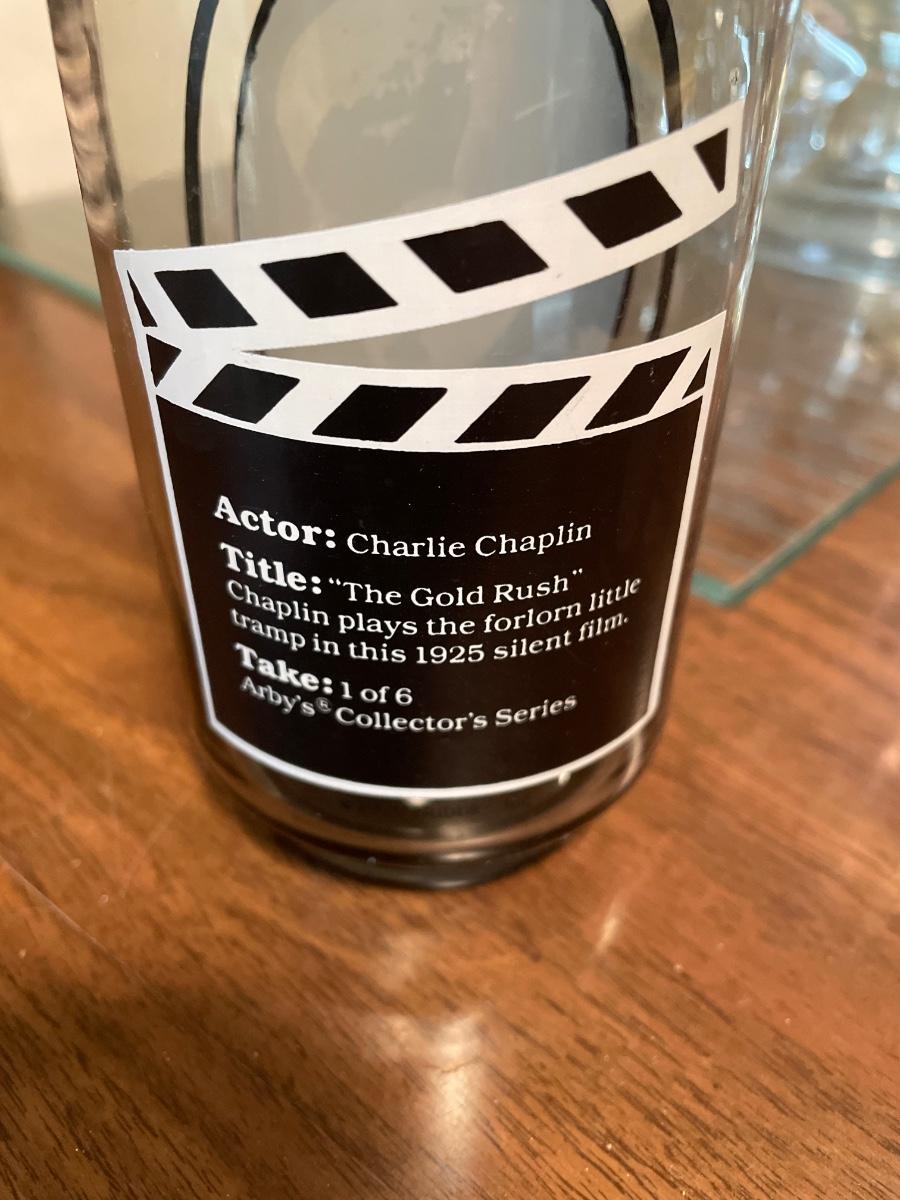 Actor: Charlie Chaplin
Title: “The Gold Rush”
Chaplin plays the forlorn little
tramp in this 1925 silent film.
Take: 1 of 6
Arby's® Collector's Series